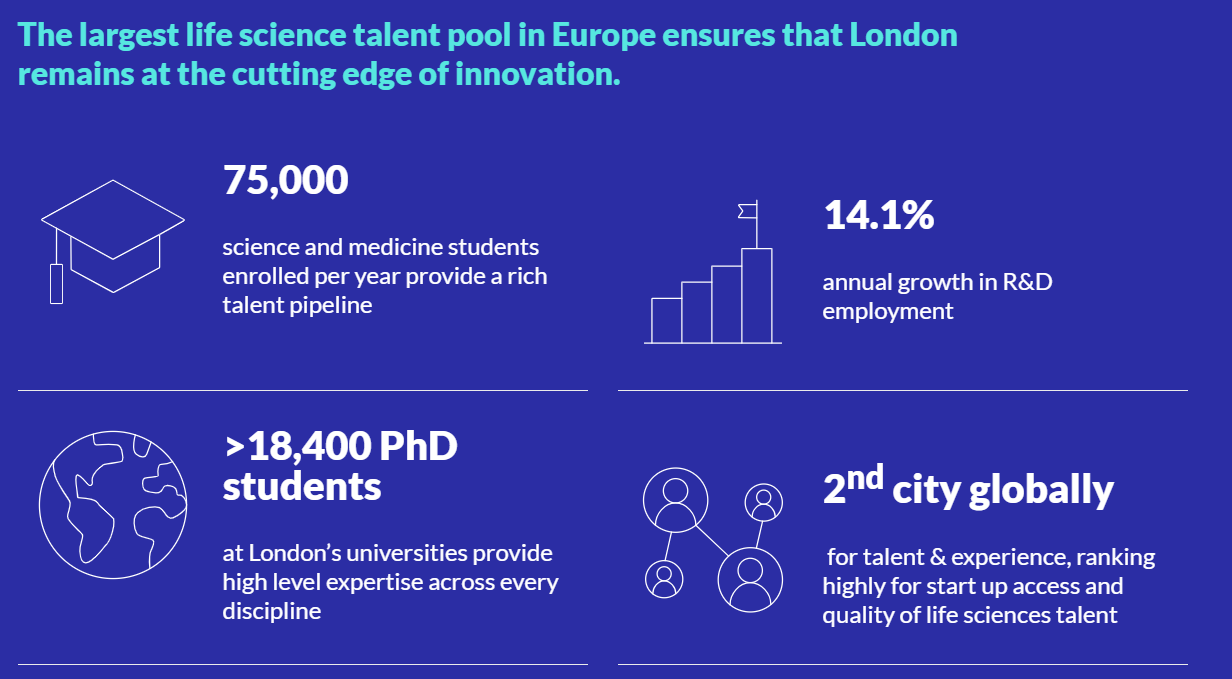 The largest life science talent pool in Europe ensures that London
remains at the cutting edge of innovation.
75,000
science and medicine students
enrolled per year provide a rich
talent pipeline
14.1%
annual growth in R&D
employment
>18,400 PhD
students
at London’s universities provide
high level expertise across every
discipline
2nd city globally
for talent & experience, ranking
highly for start up access and
quality of life sciences talent